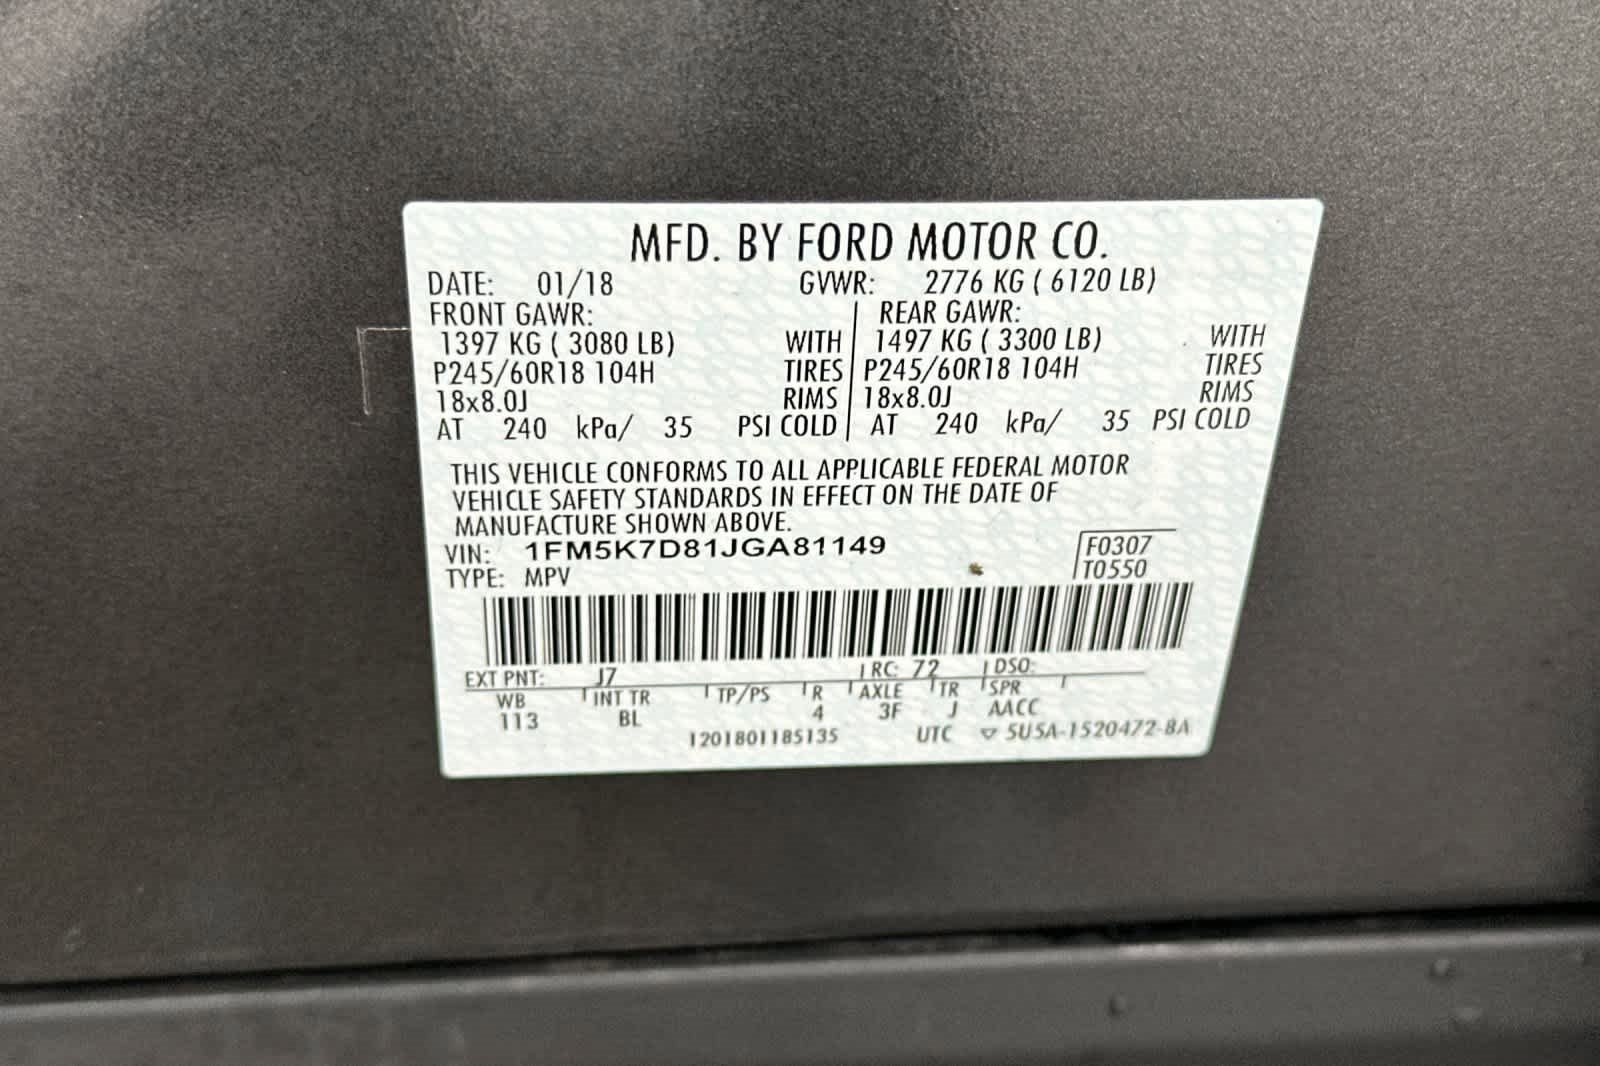 MFD. BY FORD MOTOR CO.
DATE: 01/18 GVWR: 2776 KG ( 6120 LB)
FRONT GAWR: REAR GAWR:
1397 KG ( 3080 LB) WITH 1497 KG ( 3300 LB) WITH
P245/60R18 104H TIRES P245/60R18 104H TIRES
18x8.0J RIMS 18x8.0J RIMS
AT 240 kPa/ 35 PSI COLD AT 240 kPa/ 35 PSI COLD
THIS VEHICLE CONFORMS TO ALL APPLICABLE FEDERAL MOTOR
VEHICLE SAFETY STANDARDS IN EFFECT ON THE DATE OF
MANUFACTURE SHOWN ABOVE.
VIN: 1FM5K7D81JGA81149 F0307
TYPE: MPV T0550
EXT PNT: J7 RC: 72 DSO:
WB INT TR TP/PS R AXLE TR SPR
113 BL 4 3F J AACC
1201801185135 UTC ▽ 5U5A-1520472-8A